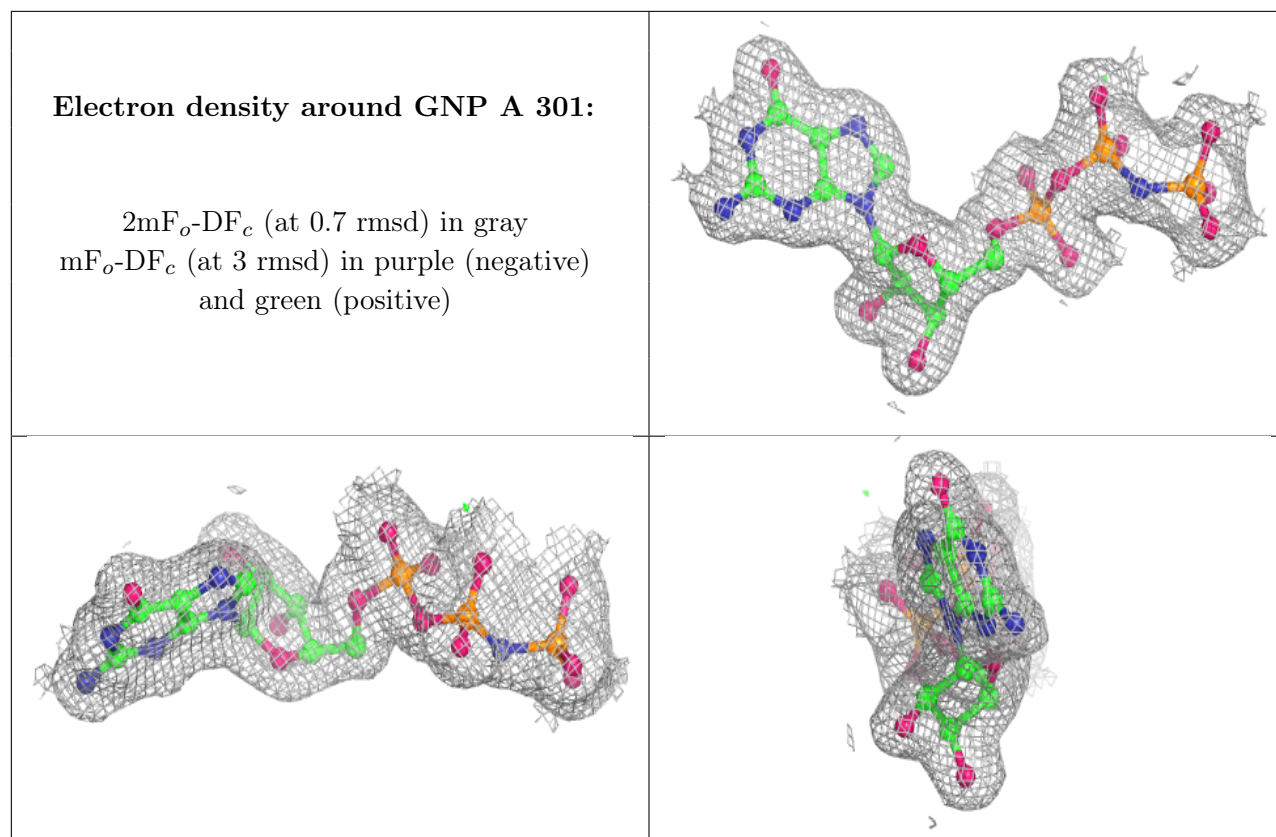 Electron density around GNP A 301:
2mFo-DFc (at 0.7 rmsd) in gray
mFo-DFc (at 3 rmsd) in purple (negative)
and green (positive)